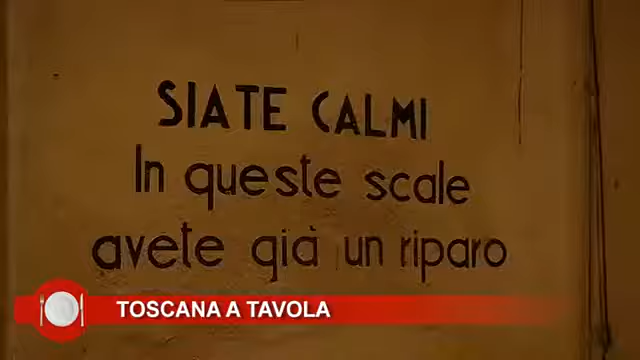 SIATE CALMI
In queste scale
avete già un riparo
TOSCANA A TAVOLA